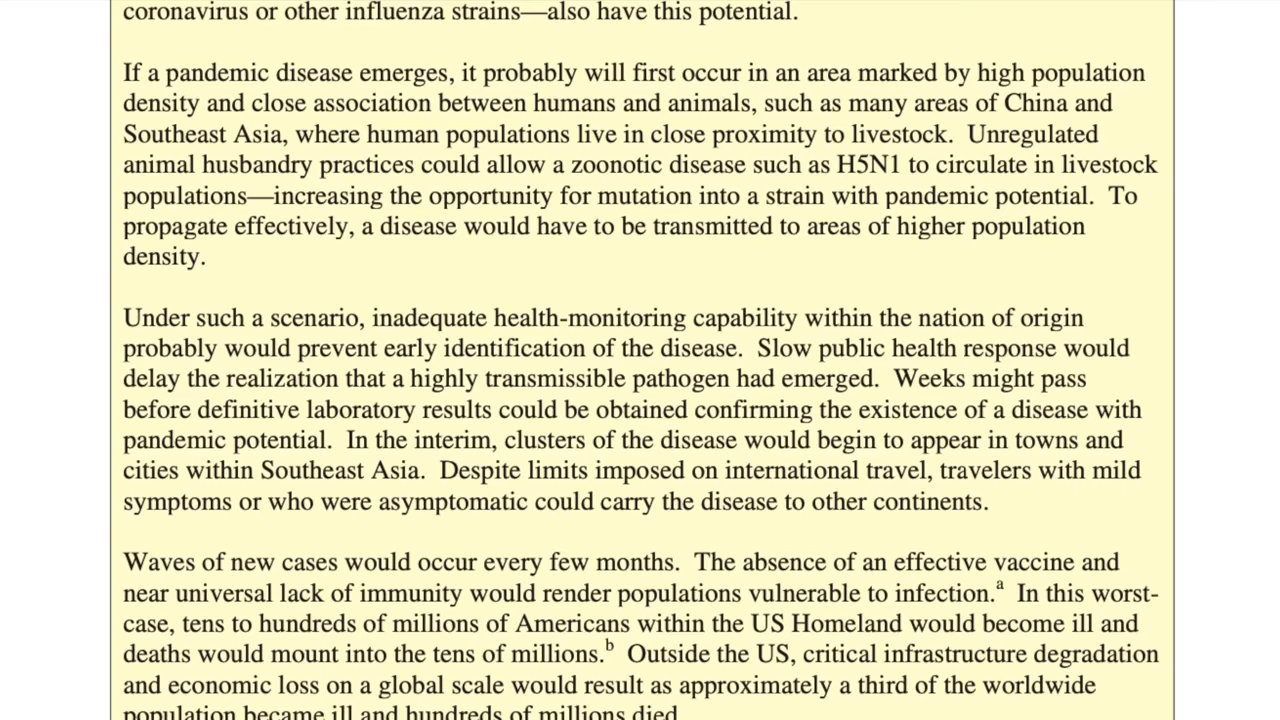 coronavirus or other influenza strains—also have this potential.
If a pandemic disease emerges, it probably will first occur in an area marked by high population
density and close association between humans and animals, such as many areas of China and
Southeast Asia, where human populations live in close proximity to livestock.  Unregulated
animal husbandry practices could allow a zoonotic disease such as H5N1 to circulate in livestock
populations—increasing the opportunity for mutation into a strain with pandemic potential.  To
propagate effectively, a disease would have to be transmitted to areas of higher population
density.
Under such a scenario, inadequate health-monitoring capability within the nation of origin
probably would prevent early identification of the disease.  Slow public health response would
delay the realization that a highly transmissible pathogen had emerged.  Weeks might pass
before definitive laboratory results could be obtained confirming the existence of a disease with
pandemic potential.  In the interim, clusters of the disease would begin to appear in towns and
cities within Southeast Asia.  Despite limits imposed on international travel, travelers with mild
symptoms or who were asymptomatic could carry the disease to other continents.
Waves of new cases would occur every few months.  The absence of an effective vaccine and
near universal lack of immunity would render populations vulnerable to infection.ᵃ  In this worst-
case, tens to hundreds of millions of Americans within the US Homeland would become ill and
deaths would mount into the tens of millions.ᵇ  Outside the US, critical infrastructure degradation
and economic loss on a global scale would result as approximately a third of the worldwide
population became ill and hundreds of millions died